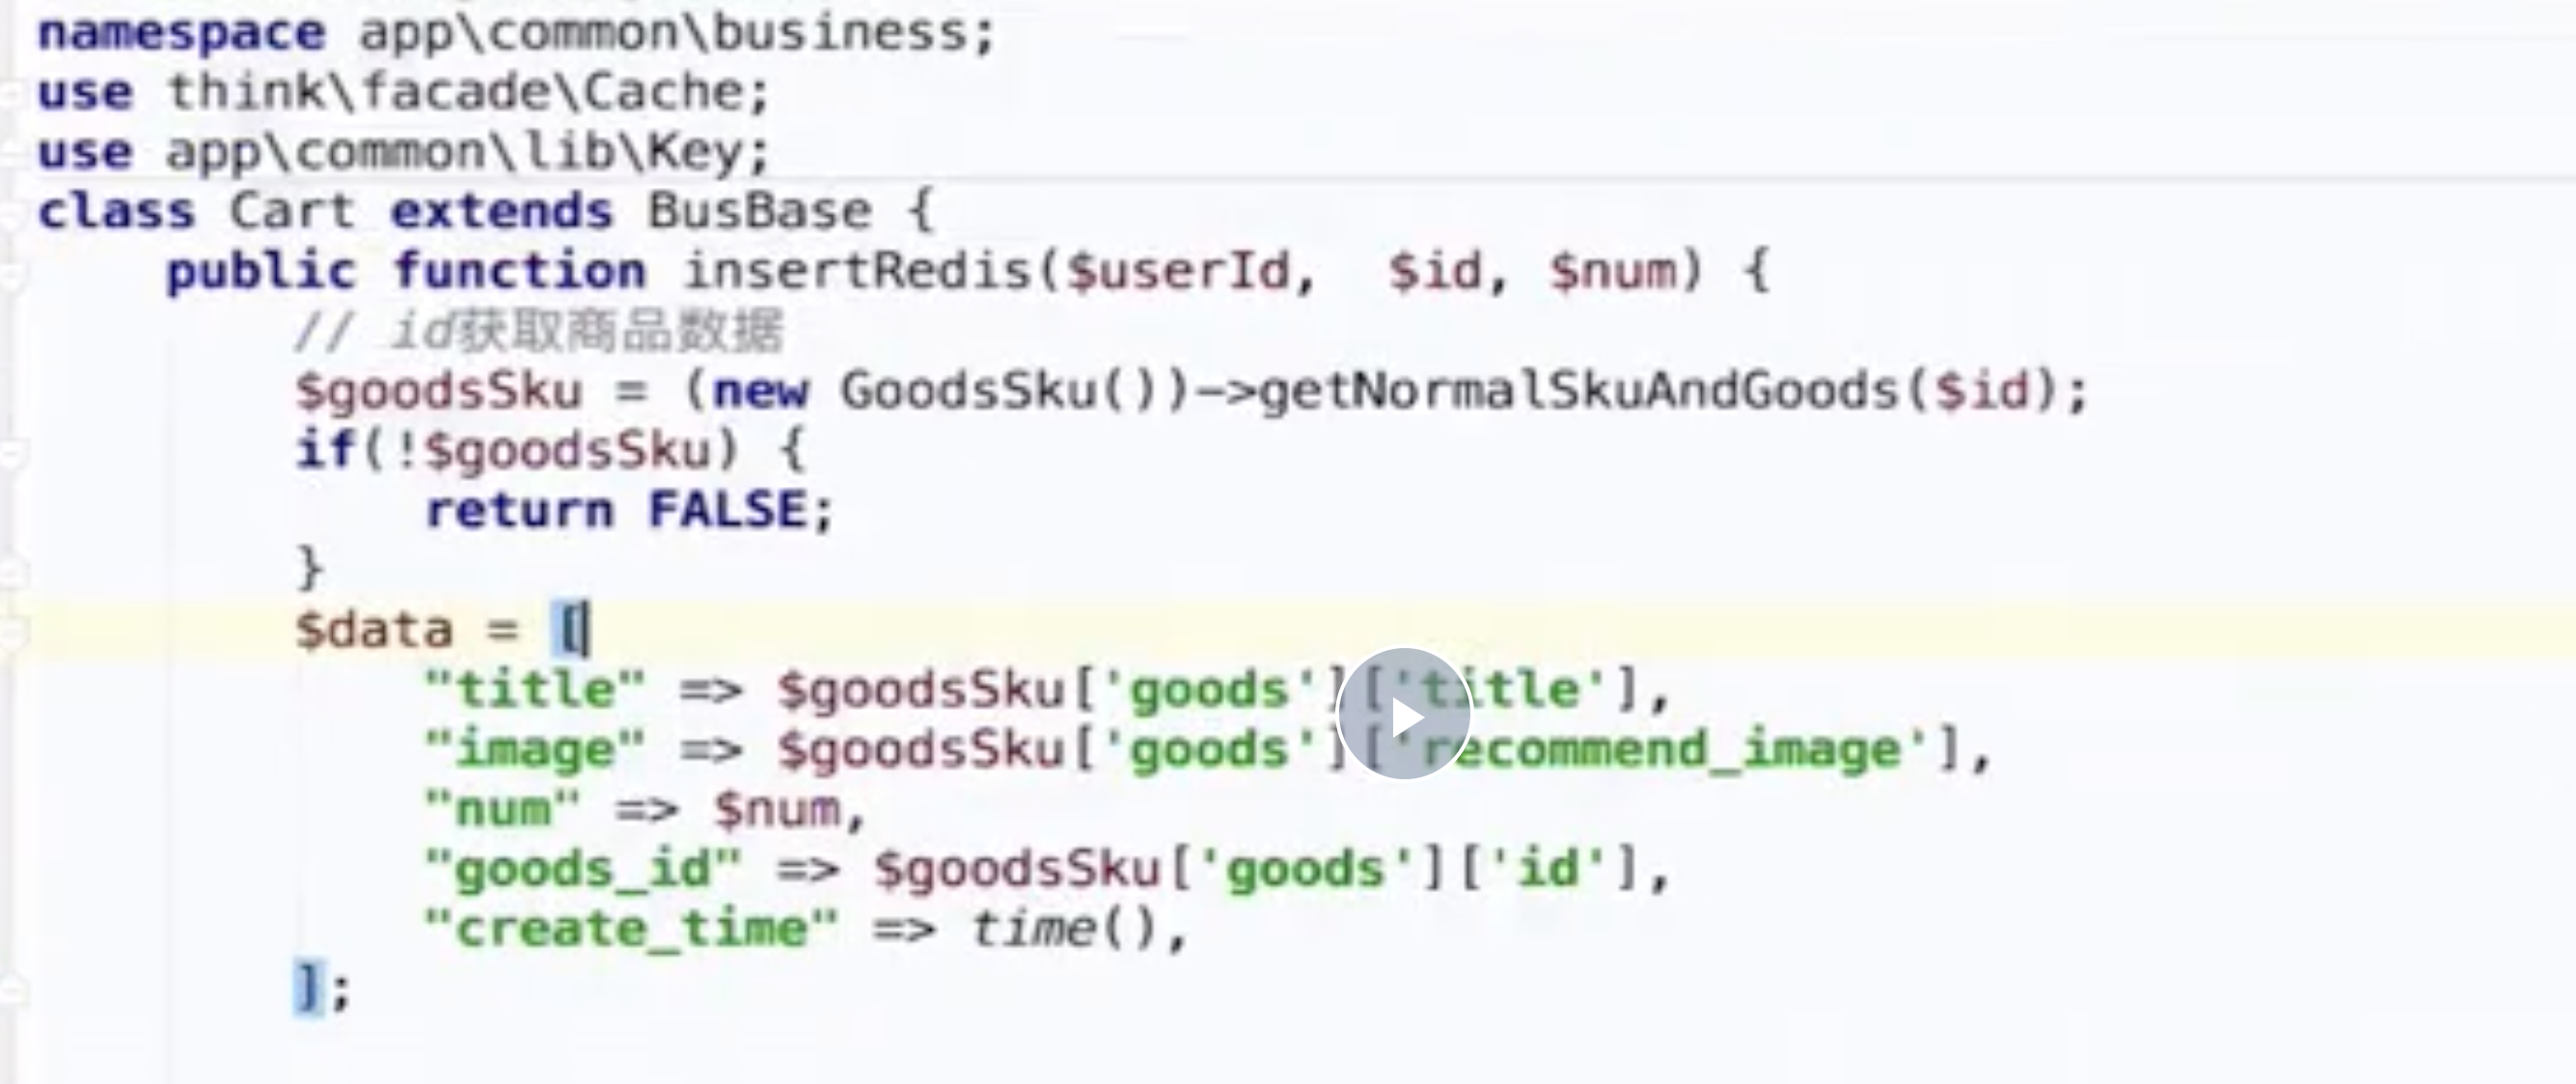 namespace app\common\business;
use think\facade\Cache;
use app\common\lib\Key;
class Cart extends BusBase {
    public function insertRedis($userId,  $id, $num) {
        // id获取商品数据
        $goodsSku = (new GoodsSku())->getNormalSkuAndGoods($id);
        if(!$goodsSku) {
            return FALSE;
        }
        $data = [
            "title" => $goodsSku['goods']['title'],
            "image" => $goodsSku['goods']['recommend_image'],
            "num" => $num,
            "goods_id" => $goodsSku['goods']['id'],
            "create_time" => time(),
        ];